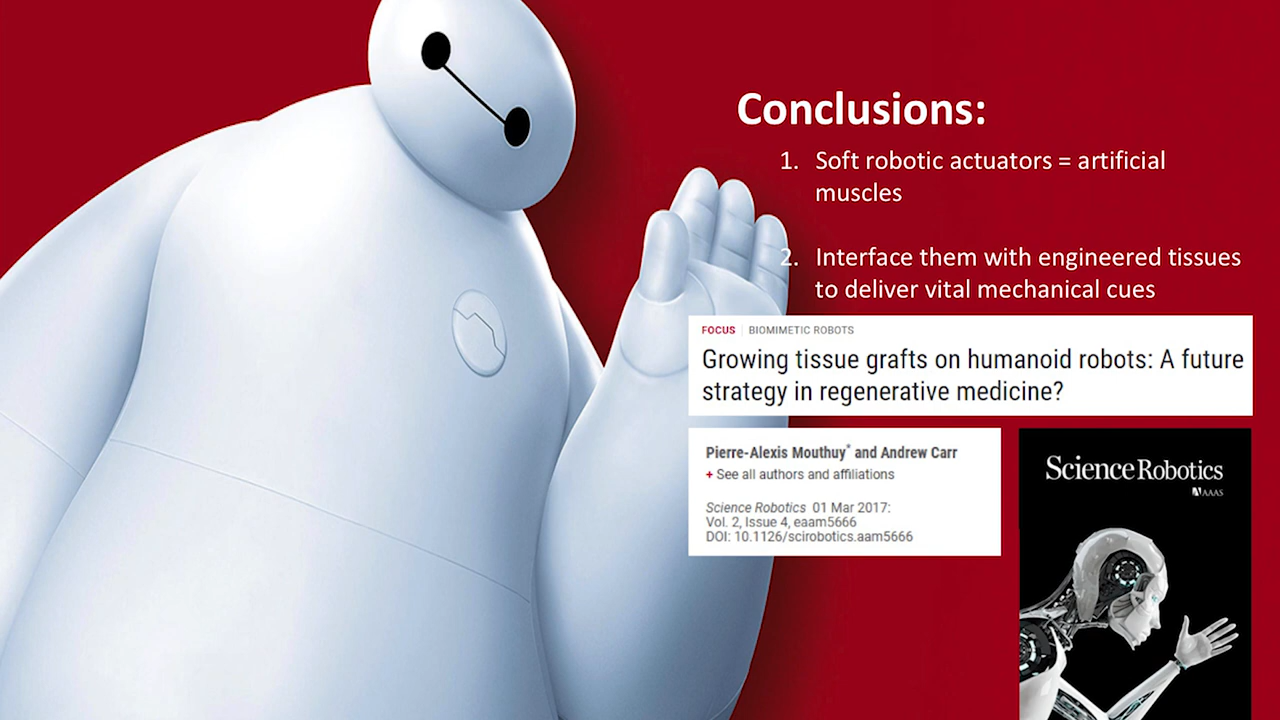 Conclusions:
1. Soft robotic actuators = artificial
muscles
2. Interface them with engineered tissues
to deliver vital mechanical cues
FOCUS | BIOMIMETIC ROBOTS
Growing tissue grafts on humanoid robots: A future
strategy in regenerative medicine?
Pierre-Alexis Mouthuy* and Andrew Carr
+ See all authors and affiliations
Science Robotics 01 Mar 2017:
Vol. 2, Issue 4, eaam5666
DOI: 10.1126/scirobotics.aam5666
Science Robotics
AAAS